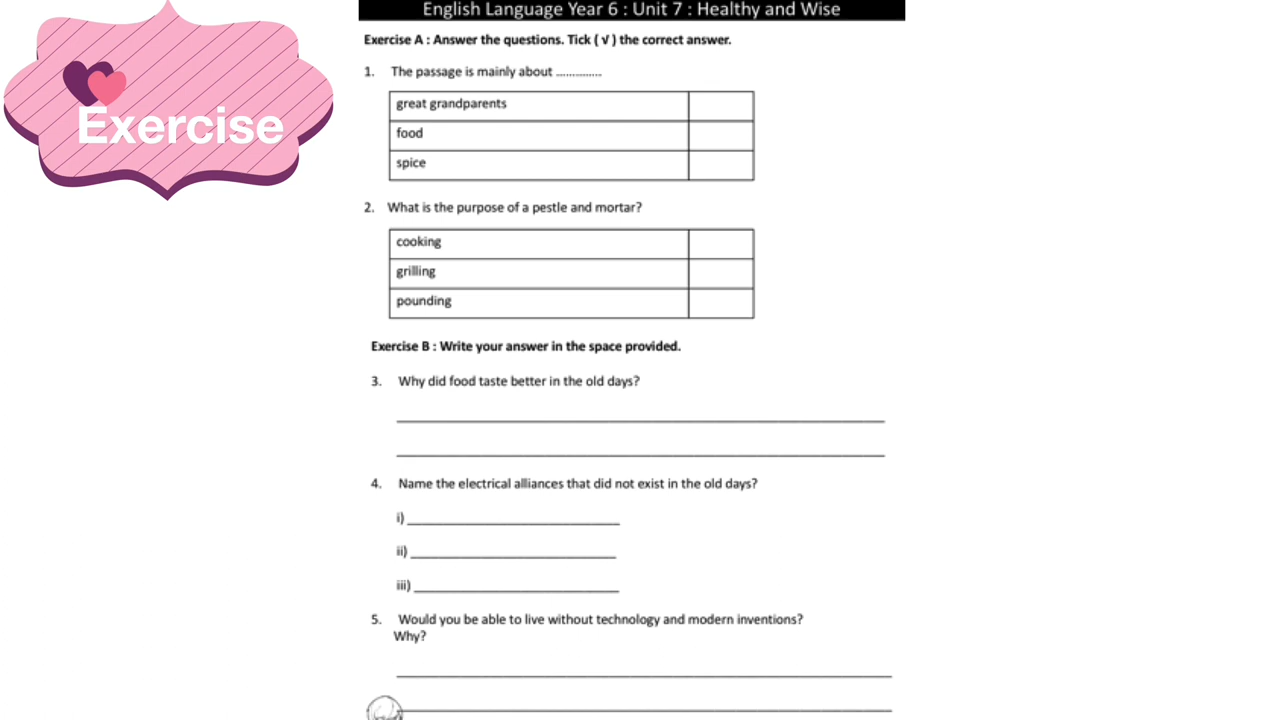 English Language Year 6 : Unit 7 : Healthy and Wise
Exercise
Exercise A : Answer the questions. Tick ( √ ) the correct answer.
1. The passage is mainly about ..............
great grandparents
food
spice
2. What is the purpose of a pestle and mortar?
cooking
grilling
pounding
Exercise B : Write your answer in the space provided.
3. Why did food taste better in the old days?
4. Name the electrical alliances that did not exist in the old days?
i)
ii)
iii)
5. Would you be able to live without technology and modern inventions?
Why?